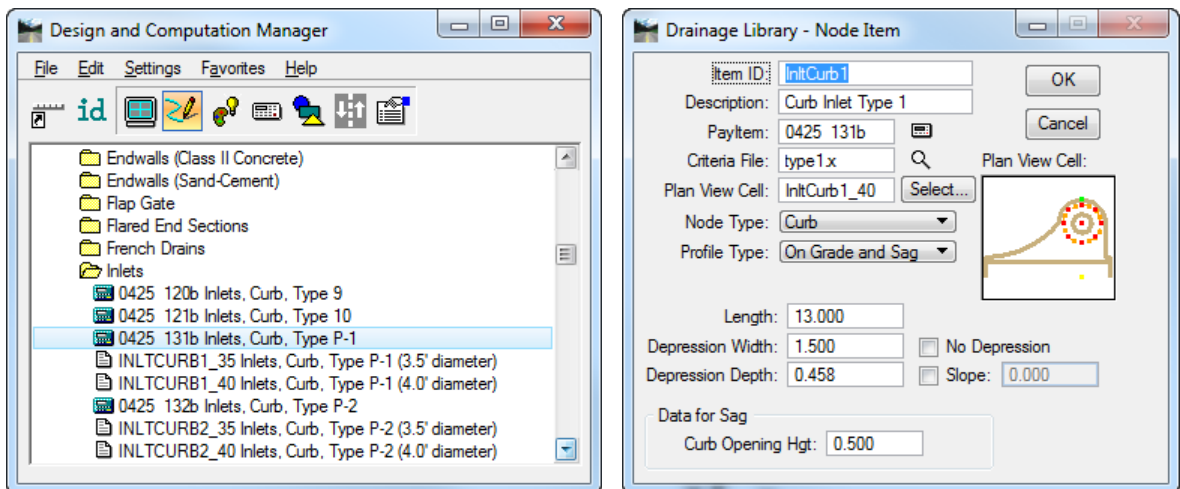 Design and Computation Manager
File Edit Settings Favorites Help
id
Endwalls (Class II Concrete)
Endwalls (Sand-Cement)
Flap Gate
Flared End Sections
French Drains
Inlets
0425 120b Inlets, Curb, Type 9
0425 121b Inlets, Curb, Type 10
0425 131b Inlets, Curb, Type P-1
INLTCURB1_35 Inlets, Curb, Type P-1 (3.5' diameter)
INLTCURB1_40 Inlets, Curb, Type P-1 (4.0' diameter)
0425 132b Inlets, Curb, Type P-2
INLTCURB2_35 Inlets, Curb, Type P-2 (3.5' diameter)
INLTCURB2_40 Inlets, Curb, Type P-2 (4.0' diameter)
Drainage Library - Node Item
Item ID: InltCurb1 OK
Description: Curb Inlet Type 1
PayItem: 0425 131b Cancel
Criteria File: type1.x Plan View Cell:
Plan View Cell: InltCurb1_40 Select...
Node Type: Curb
Profile Type: On Grade and Sag
Length: 13.000
Depression Width: 1.500 No Depression
Depression Depth: 0.458 Slope: 0.000
Data for Sag
Curb Opening Hgt: 0.500